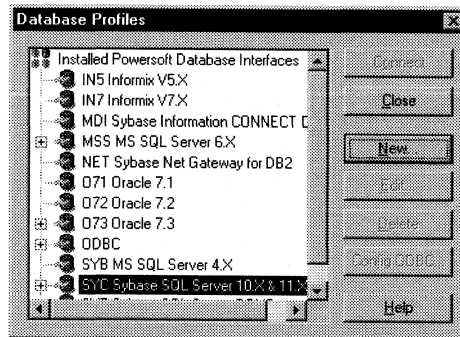 Database Profiles
Installed Powersoft Database Interfaces
IN5 Informix V5.X
IN7 Informix V7.X
MDI Sybase Information CONNECT
MSS MS SQL Server 6.X
NET Sybase Net Gateway for DB2
O71 Oracle 7.1
O72 Oracle 7.2
O73 Oracle 7.3
ODBC
SYB MS SQL Server 4.X
SYC Sybase SQL Server 10.X & 11.X
Connect
Close
New
Edit
Delete
Config ODBC
Help